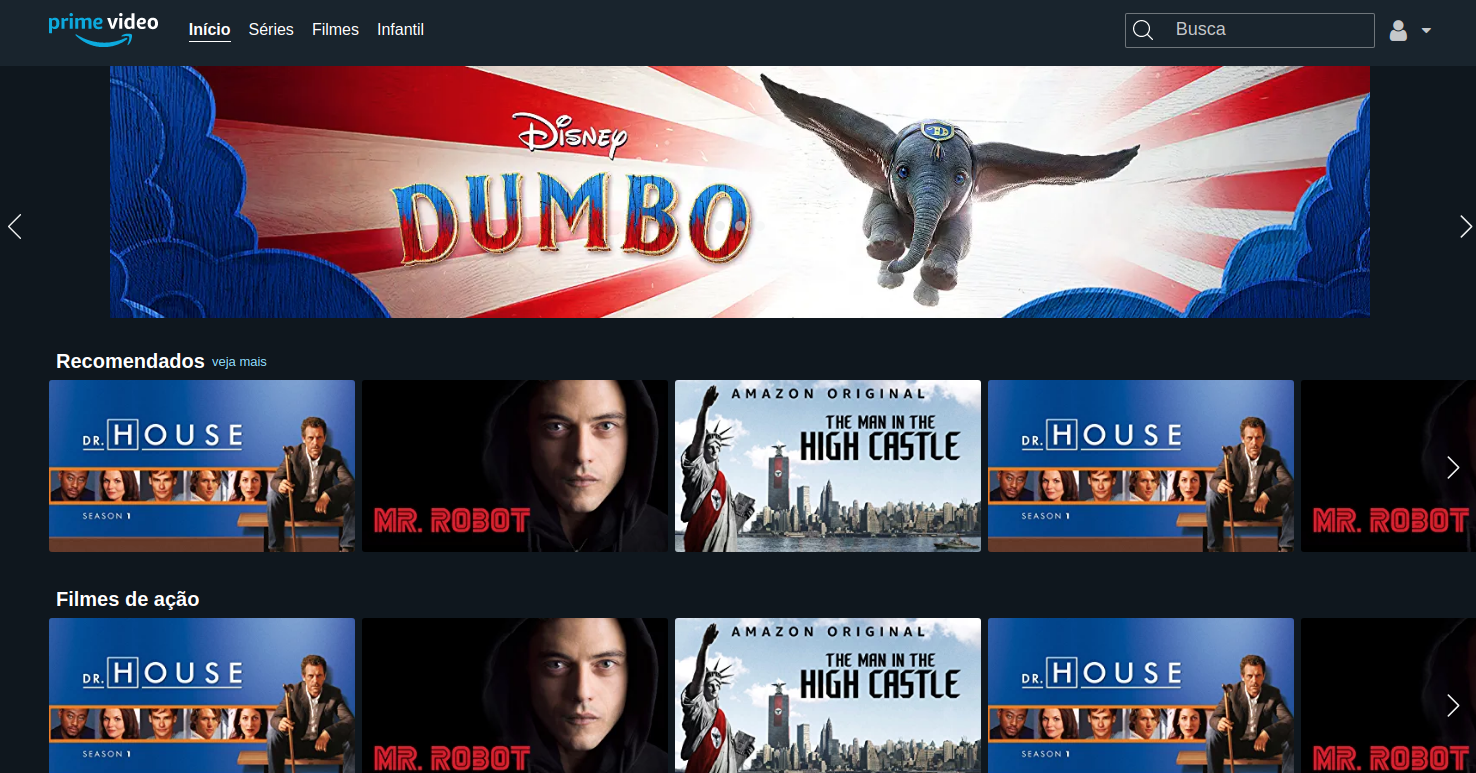 prime video
Início Séries Filmes Infantil
Busca
Disney
DUMBO
Recomendados veja mais
DR. HOUSE
SEASON 1
MR. ROBOT
AMAZON ORIGINAL
THE MAN IN THE
HIGH CASTLE
DR. HOUSE
SEASON 1
MR. ROBOT
Filmes de ação
DR. HOUSE
SEASON 1
MR. ROBOT
AMAZON ORIGINAL
THE MAN IN THE
HIGH CASTLE
DR. HOUSE
SEASON 1
MR. ROBOT